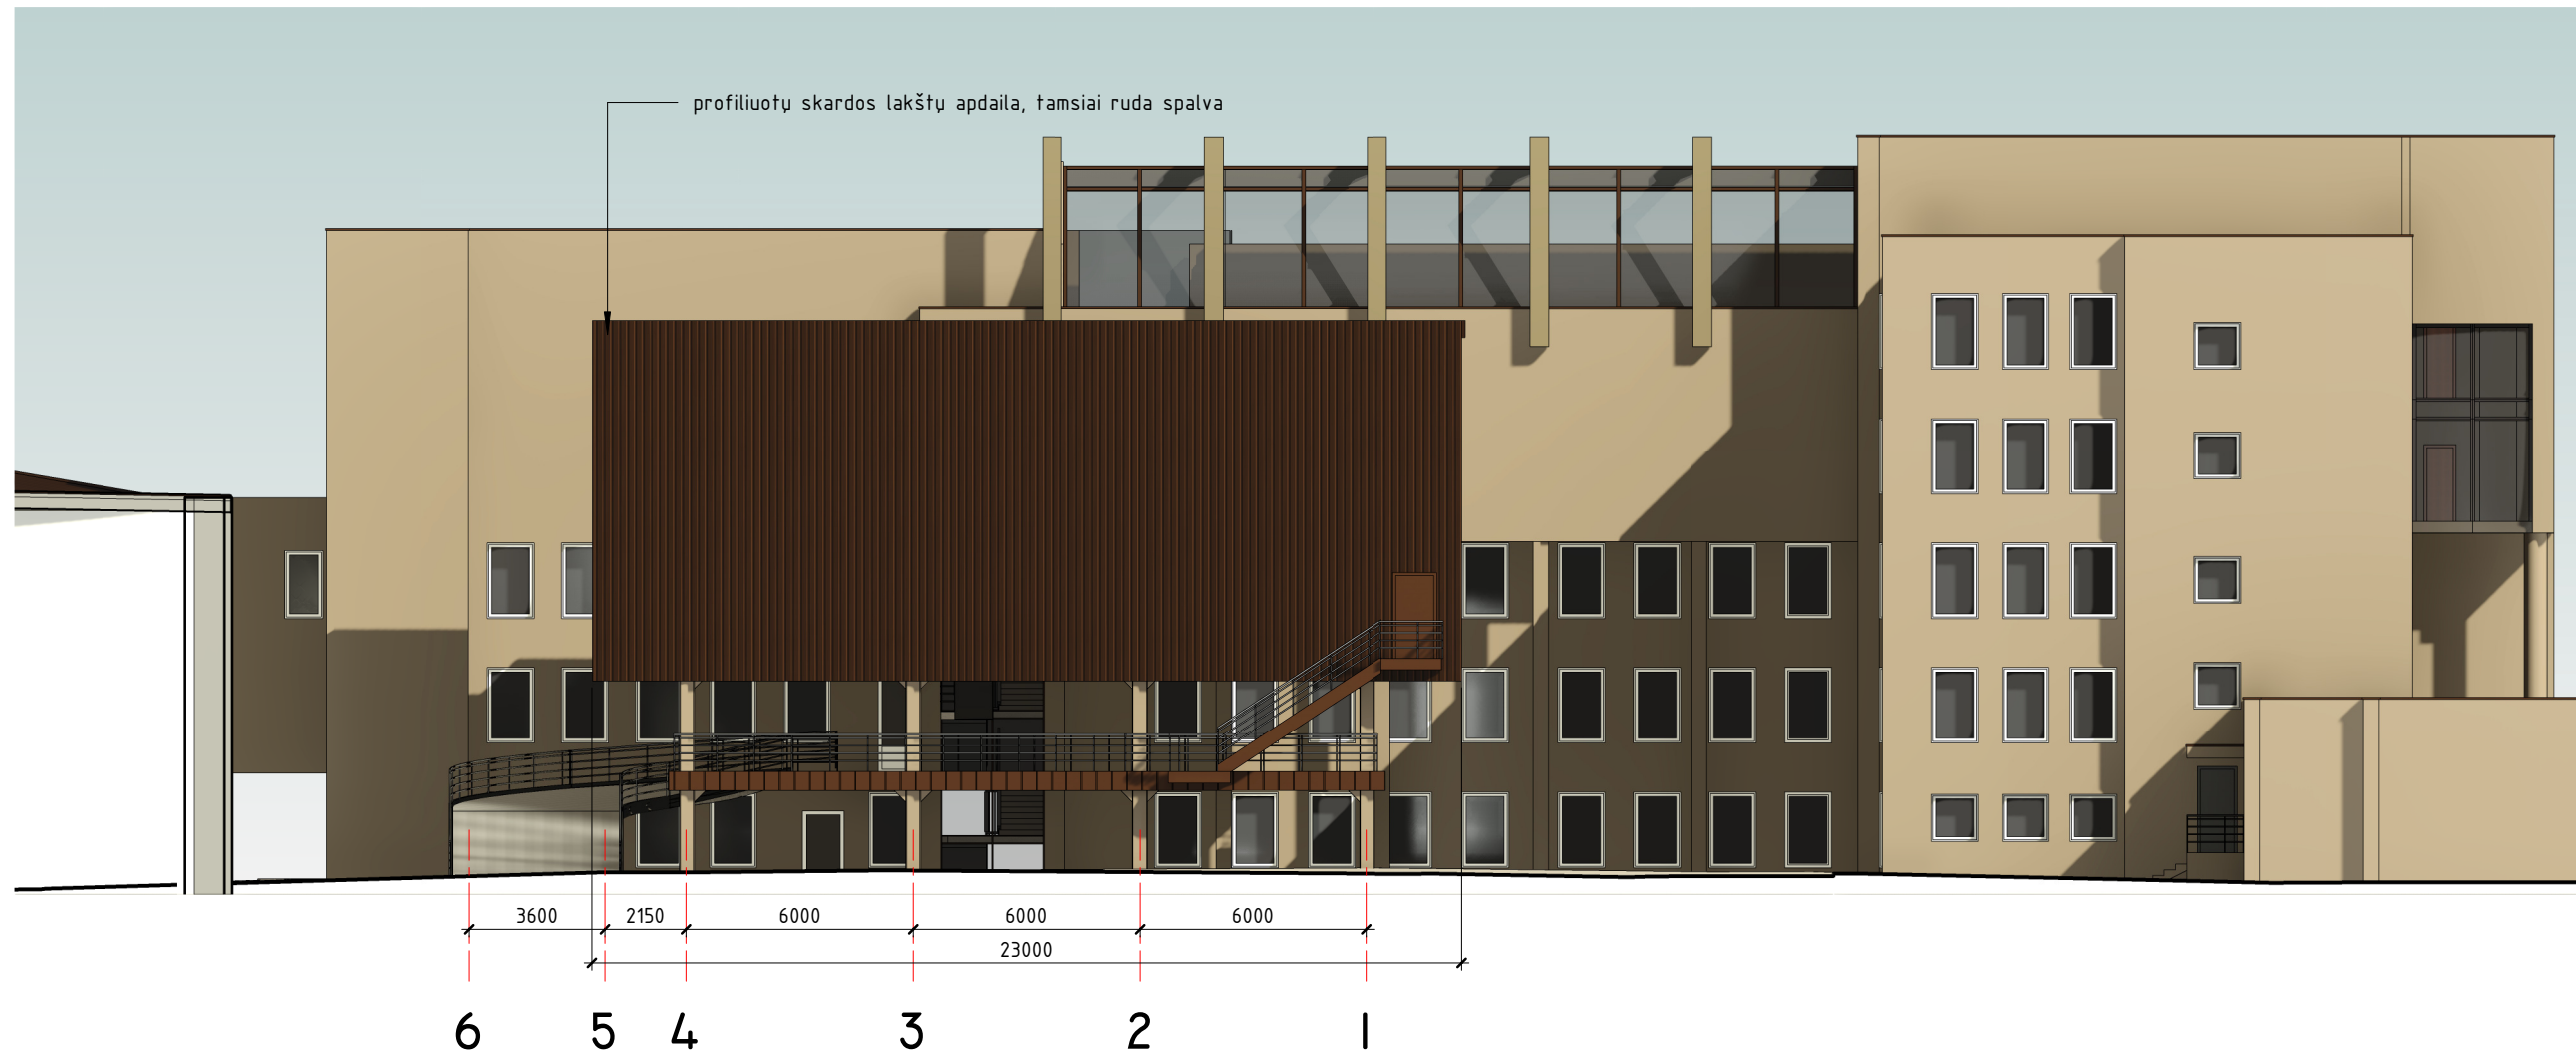 profiliuotų skardos lakštų apdaila, tamsiai ruda spalva
3600 2150 6000 6000 6000
23000
6 5 4 3 2 1